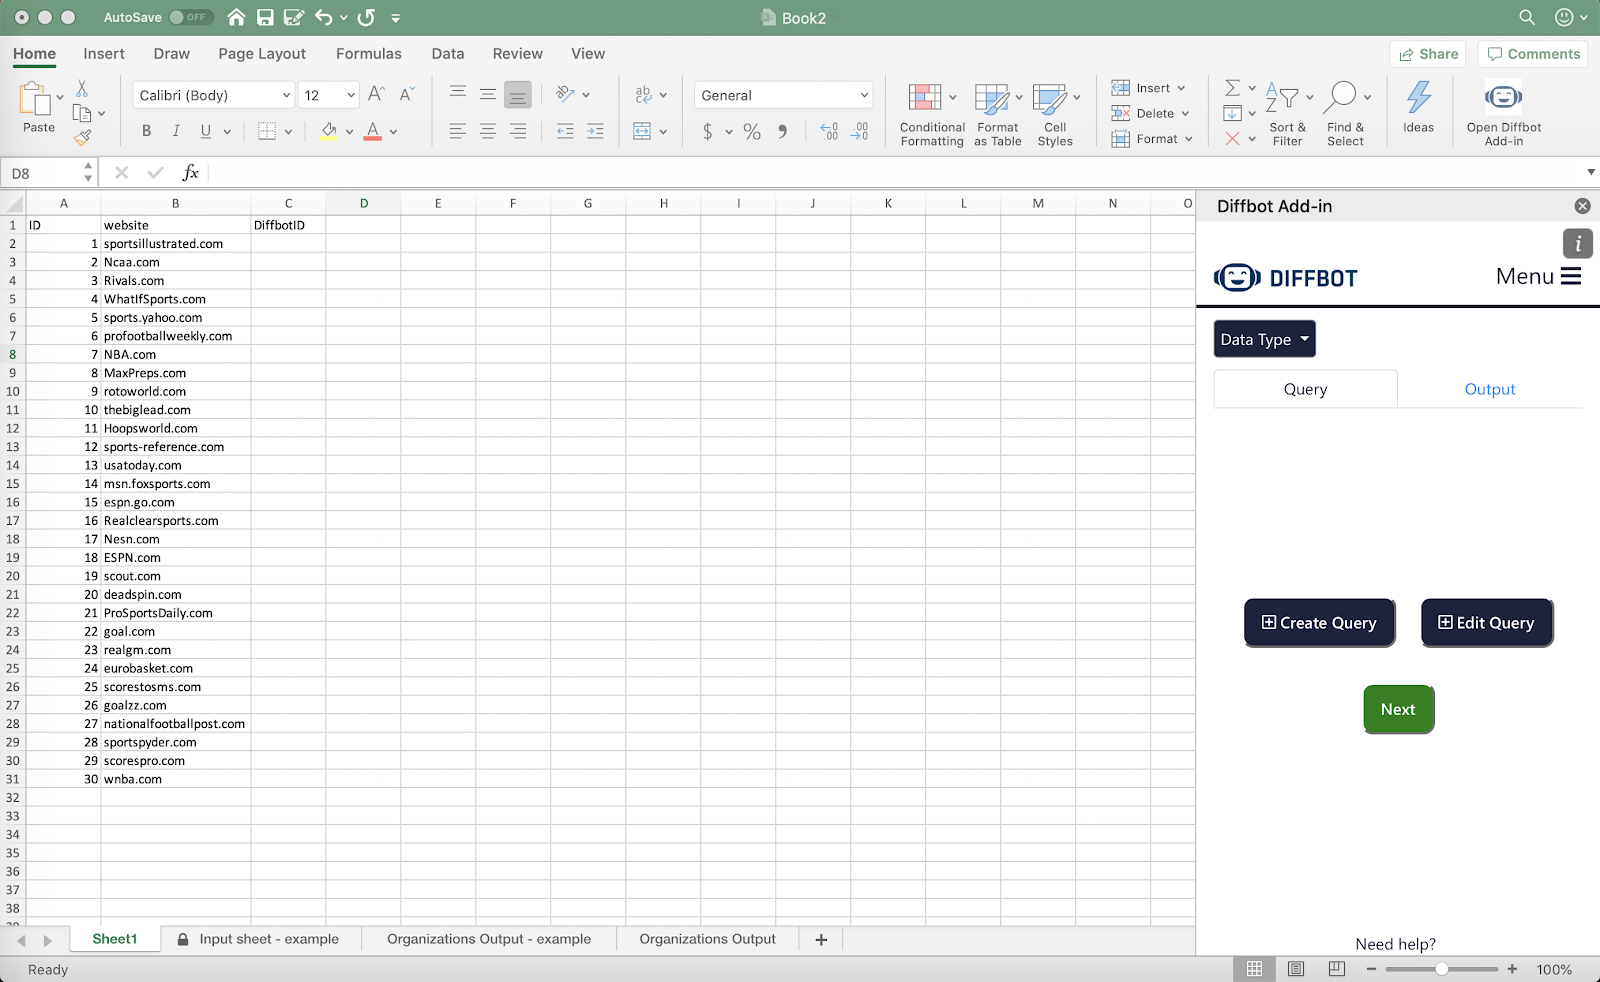 AutoSave OFF Book2
Home Insert Draw Page Layout Formulas Data Review View Share Comments
Paste Calibri (Body) 12 A A ab General Insert
B I U A $ % 9 .00 .00 Delete
Conditional Formatting Format as Table Cell Styles Format Sort & Filter Find & Select Ideas Open Diffbot Add-in
D8 fx
A B C D E F G H I J K L M N O
1 ID website DiffbotID
2 1 sportsillustrated.com
3 2 Ncaa.com
4 3 Rivals.com
5 4 WhatIfSports.com
6 5 sports.yahoo.com
7 6 profootballweekly.com
8 7 NBA.com
9 8 MaxPreps.com
10 9 rotoworld.com
11 10 thebiglead.com
12 11 Hoopsworld.com
13 12 sports-reference.com
14 13 usatoday.com
15 14 msn.foxsports.com
16 15 espn.go.com
17 16 Realclearsports.com
18 17 Nesn.com
19 18 ESPN.com
20 19 scout.com
21 20 deadspin.com
22 21 ProSportsDaily.com
23 22 goal.com
24 23 realgm.com
25 24 eurobasket.com
26 25 scorestosms.com
27 26 goalzz.com
28 27 nationalfootballpost.com
29 28 sportspyder.com
30 29 scorespro.com
31 30 wnba.com
32
33
34
35
36
37
38
Diffbot Add-in
i
DIFFBOT Menu
Data Type
Query Output
Create Query Edit Query
Next
Need help?
Sheet1 Input sheet - example Organizations Output - example Organizations Output +
Ready 100%